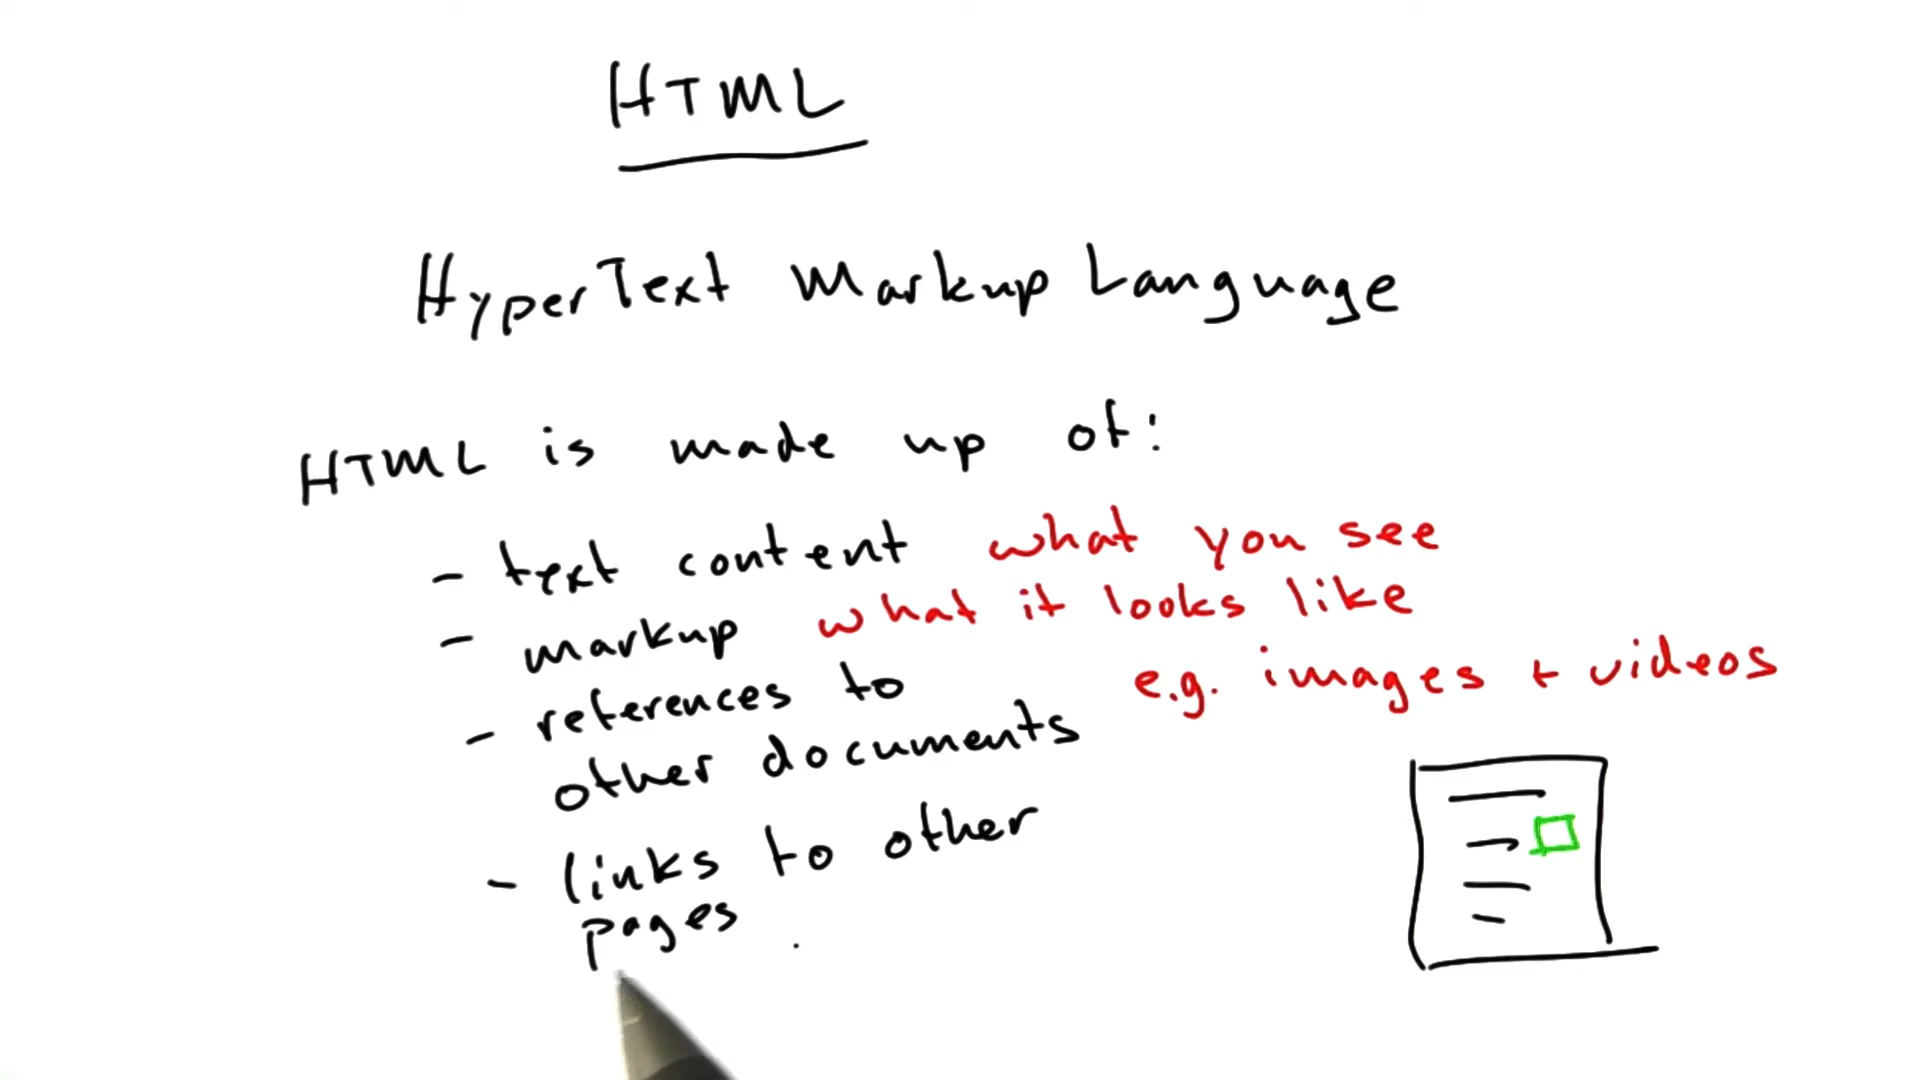 HTML
HyperText Markup Language
HTML is made up of:
- text content what you see
- markup what it looks like
- references to e.g. images + videos
other documents
- links to other
pages